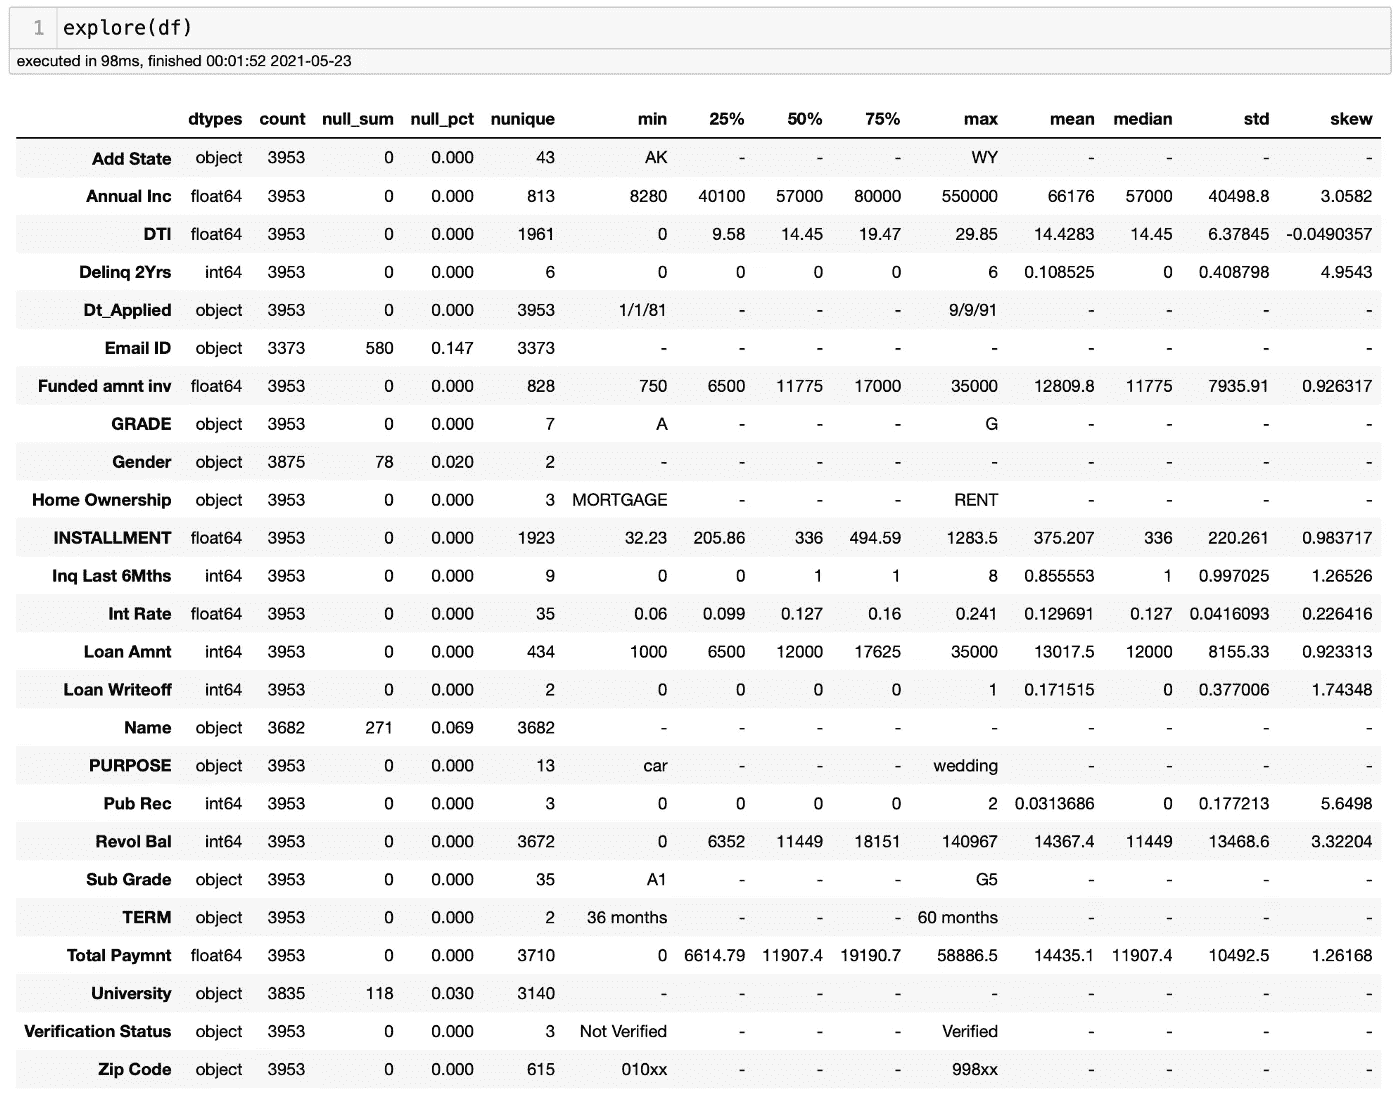 1 explore(df)
executed in 98ms, finished 00:01:52 2021-05-23
dtypes count null_sum null_pct nunique min 25% 50% 75% max mean median std skew
Add State object 3953 0 0.000 43 AK - - - WY - - - -
Annual Inc float64 3953 0 0.000 813 8280 40100 57000 80000 550000 66176 57000 40498.8 3.0582
DTI float64 3953 0 0.000 1961 0 9.58 14.45 19.47 29.85 14.4283 14.45 6.37845 -0.0490357
Delinq 2Yrs int64 3953 0 0.000 6 0 0 0 0 6 0.108525 0 0.408798 4.9543
Dt_Applied object 3953 0 0.000 3953 1/1/81 - - - 9/9/91 - - - -
Email ID object 3373 580 0.147 3373 - - - - - - - - -
Funded amnt inv float64 3953 0 0.000 828 750 6500 11775 17000 35000 12809.8 11775 7935.91 0.926317
GRADE object 3953 0 0.000 7 A - - - G - - - -
Gender object 3875 78 0.020 2 - - - - - - - - -
Home Ownership object 3953 0 0.000 3 MORTGAGE - - - RENT - - - -
INSTALLMENT float64 3953 0 0.000 1923 32.23 205.86 336 494.59 1283.5 375.207 336 220.261 0.983717
Inq Last 6Mths int64 3953 0 0.000 9 0 0 1 1 8 0.855553 1 0.997025 1.26526
Int Rate float64 3953 0 0.000 35 0.06 0.099 0.127 0.16 0.241 0.129691 0.127 0.0416093 0.226416
Loan Amnt int64 3953 0 0.000 434 1000 6500 12000 17625 35000 13017.5 12000 8155.33 0.923313
Loan Writeoff int64 3953 0 0.000 2 0 0 0 0 1 0.171515 0 0.377006 1.74348
Name object 3682 271 0.069 3682 - - - - - - - - -
PURPOSE object 3953 0 0.000 13 car - - - wedding - - - -
Pub Rec int64 3953 0 0.000 3 0 0 0 0 2 0.0313686 0 0.177213 5.6498
Revol Bal int64 3953 0 0.000 3672 0 6352 11449 18151 140967 14367.4 11449 13468.6 3.32204
Sub Grade object 3953 0 0.000 35 A1 - - - G5 - - - -
TERM object 3953 0 0.000 2 36 months - - - 60 months - - - -
Total Paymnt float64 3953 0 0.000 3710 0 6614.79 11907.4 19190.7 58886.5 14435.1 11907.4 10492.5 1.26168
University object 3835 118 0.030 3140 - - - - - - - - -
Verification Status object 3953 0 0.000 3 Not Verified - - - Verified - - - -
Zip Code object 3953 0 0.000 615 010xx - - - 998xx - - - -